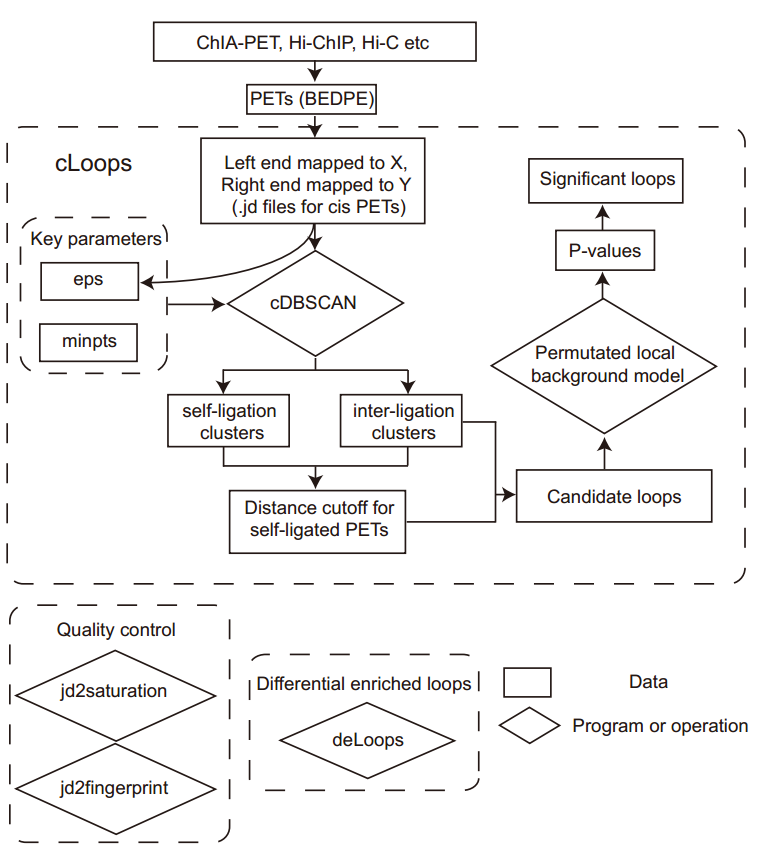 ChIA-PET, Hi-ChIP, Hi-C etc
PETs (BEDPE)
cLoops
Left end mapped to X,
Right end mapped to Y
(.jd files for cis PETs)
Key parameters
eps
minpts
cDBSCAN
self-ligation
clusters
inter-ligation
clusters
Distance cutoff for
self-ligated PETs
Candidate loops
Permutated local
background model
P-values
Significant loops
Quality control
jd2saturation
jd2fingerprint
Differential enriched loops
deLoops
Data
Program or operation